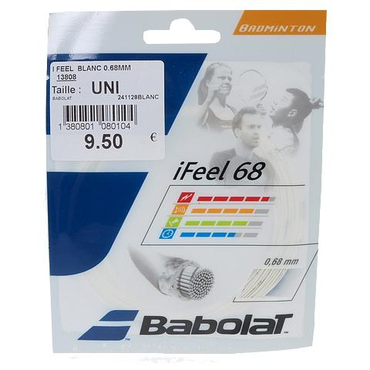 BADMINTON
I FEEL BLANC 0.68MM
13808
Taille : UNI
BABOLAT 241128BLANC
1 380801 080104
9.50 €
iFeel 68
0,68 mm
BABOLAT